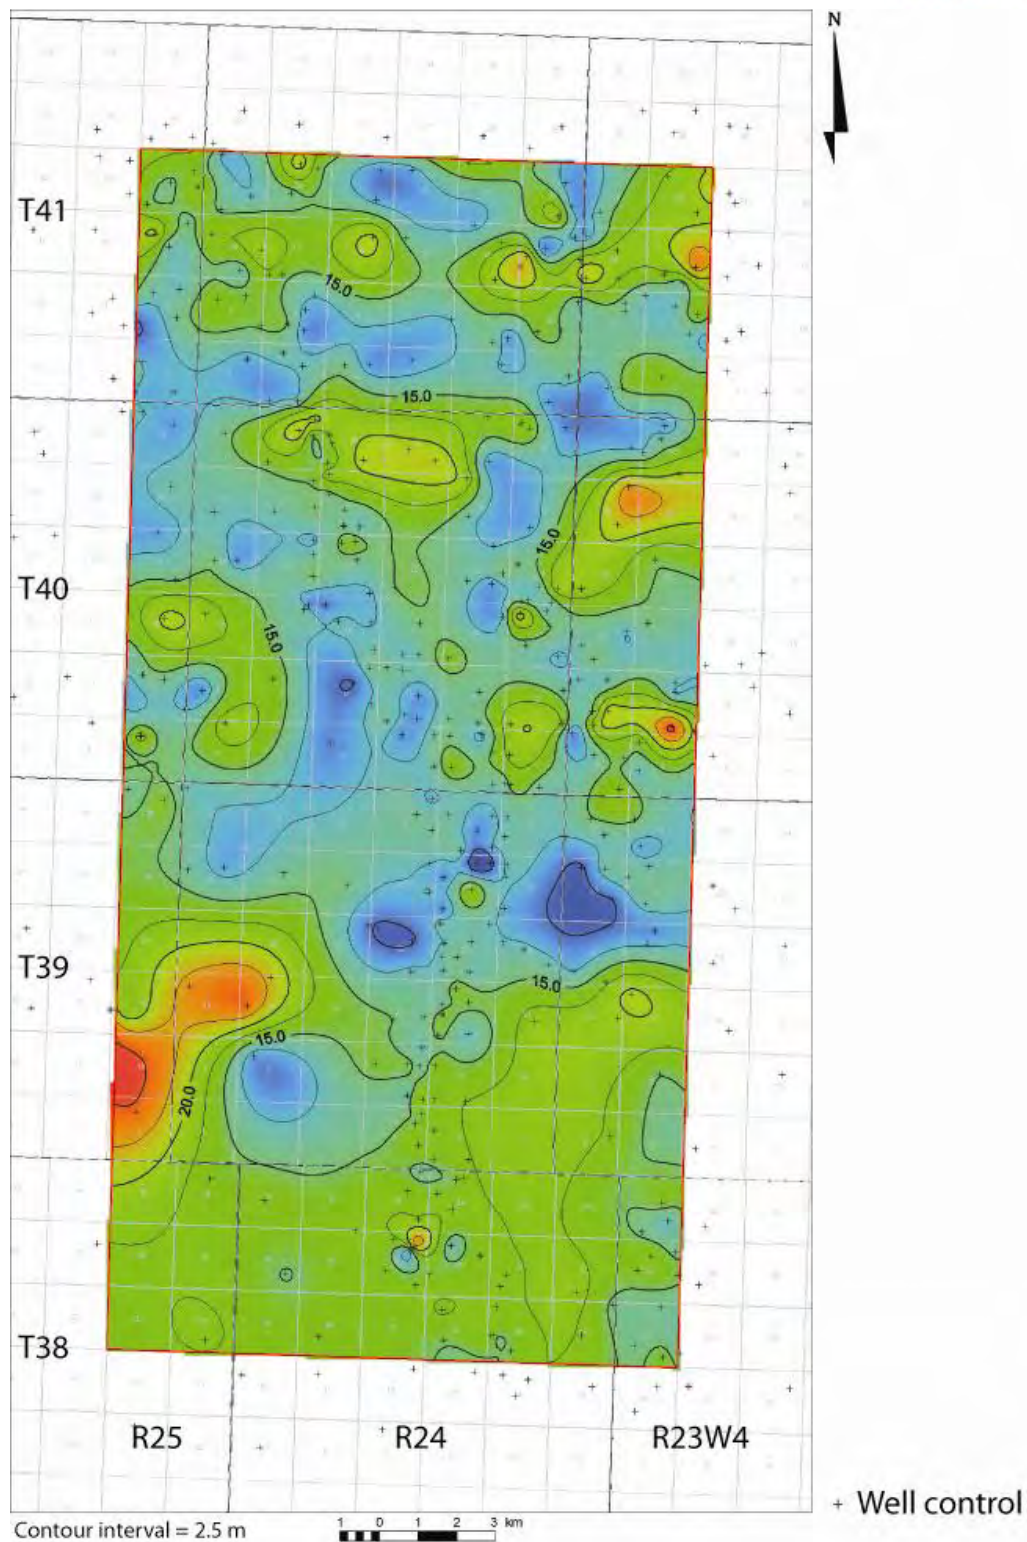 N
T41
15.0
15.0
15.0
T40
15.0
T39
15.0
15.0
20.0
T38
R25
R24
R23W4
+ Well control
Contour interval = 2.5 m
1 0 1 2 3 km